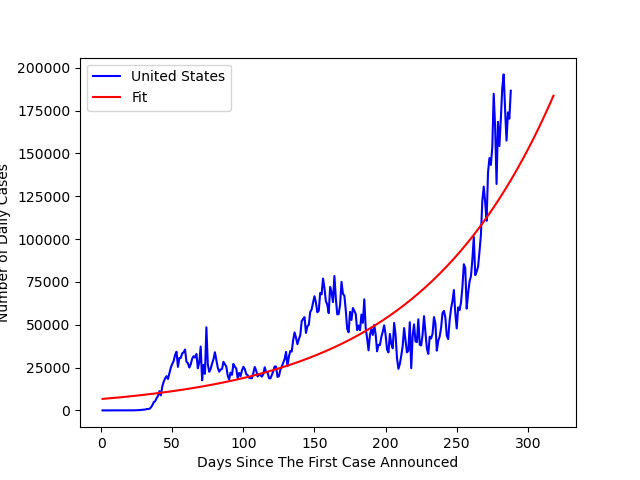 United States
Fit
200000
175000
150000
125000
100000
75000
50000
25000
0
Number of Daily Cases
0 50 100 150 200 250 300
Days Since The First Case Announced